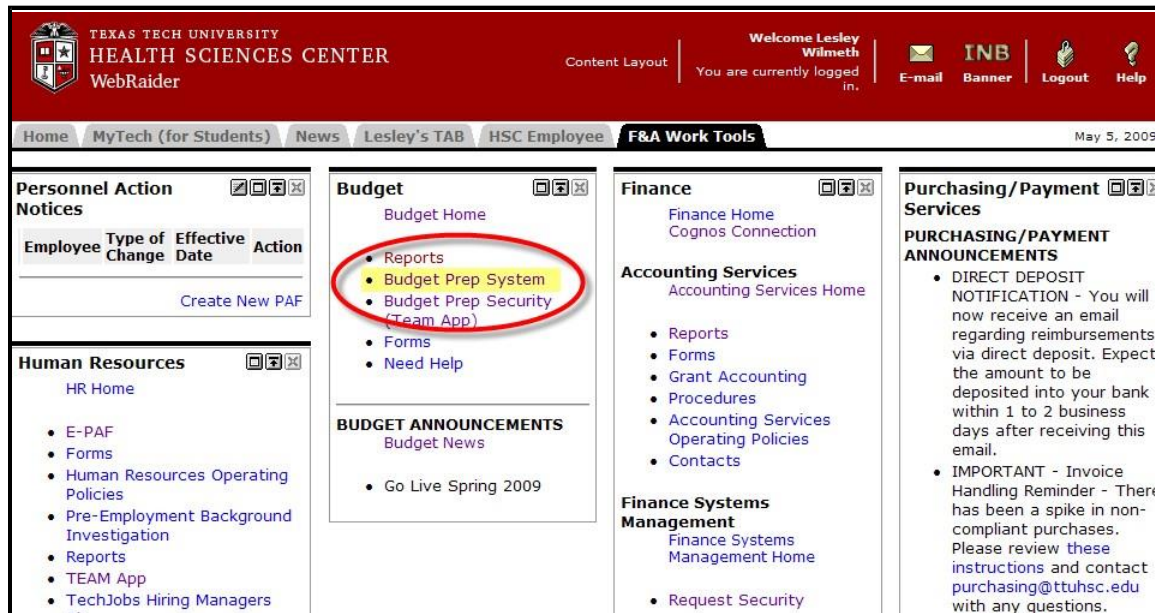 TEXAS TECH UNIVERSITY
HEALTH SCIENCES CENTER
WebRaider
Content Layout
Welcome Lesley
Wilmeth
You are currently logged
in.
E-mail
INB
Banner
Logout
Help
Home
MyTech (for Students)
News
Lesley's TAB
HSC Employee
F&A Work Tools
May 5, 2009
Personnel Action
Notices
Employee
Type of
Change
Effective
Date
Action
Create New PAF
Human Resources
HR Home
E-PAF
Forms
Human Resources Operating
Policies
Pre-Employment Background
Investigation
Reports
TEAM App
TechJobs Hiring Managers
Budget
Budget Home
Reports
Budget Prep System
Budget Prep Security
(Team App)
Forms
Need Help
BUDGET ANNOUNCEMENTS
Budget News
Go Live Spring 2009
Finance
Finance Home
Cognos Connection
Accounting Services
Accounting Services Home
Reports
Forms
Grant Accounting
Procedures
Accounting Services
Operating Policies
Contacts
Finance Systems
Management
Finance Systems
Management Home
Request Security
Purchasing/Payment
Services
PURCHASING/PAYMENT
ANNOUNCEMENTS
DIRECT DEPOSIT
NOTIFICATION - You will
now receive an email
regarding reimbursements
via direct deposit. Expect
the amount to be
deposited into your bank
within 1 to 2 business
days after receiving this
email.
IMPORTANT - Invoice
Handling Reminder - There
has been a spike in non-
compliant purchases.
Please review these
instructions and contact
purchasing@ttuhsc.edu
with any questions.